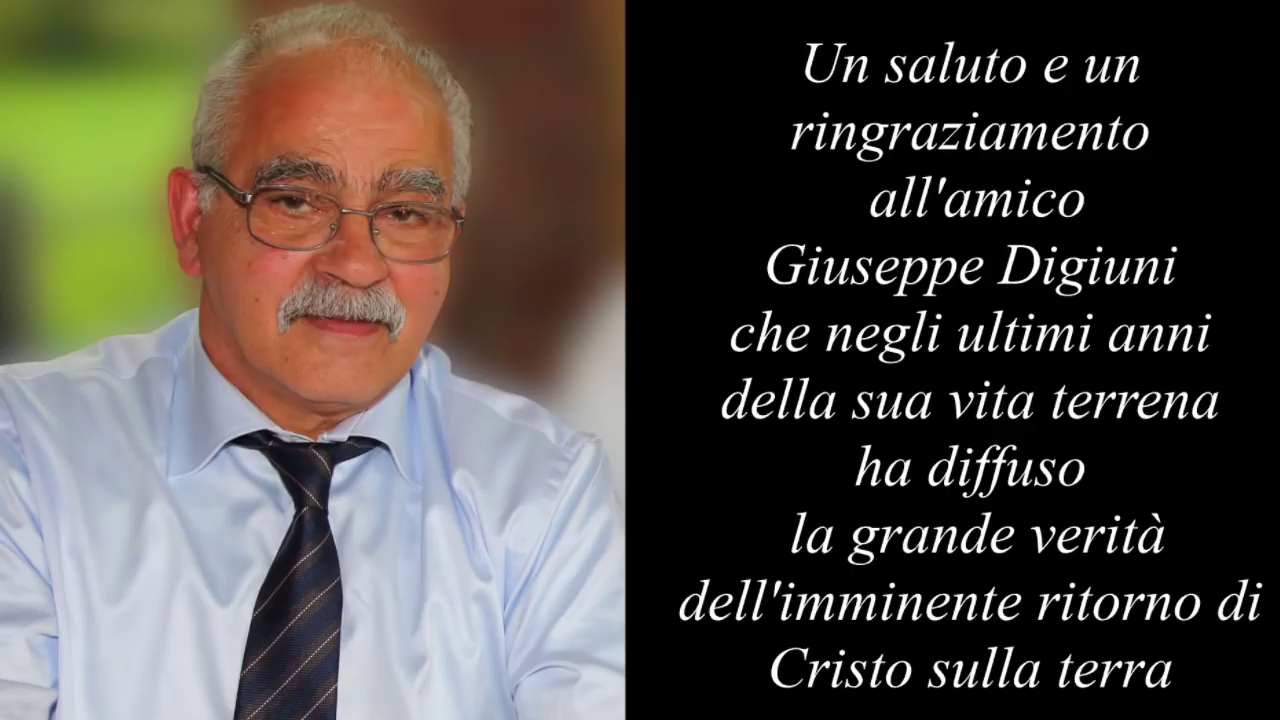 Un saluto e un
ringraziamento
all'amico
Giuseppe Digiuni
che negli ultimi anni
della sua vita terrena
ha diffuso
la grande verità
dell'imminente ritorno di
Cristo sulla terra